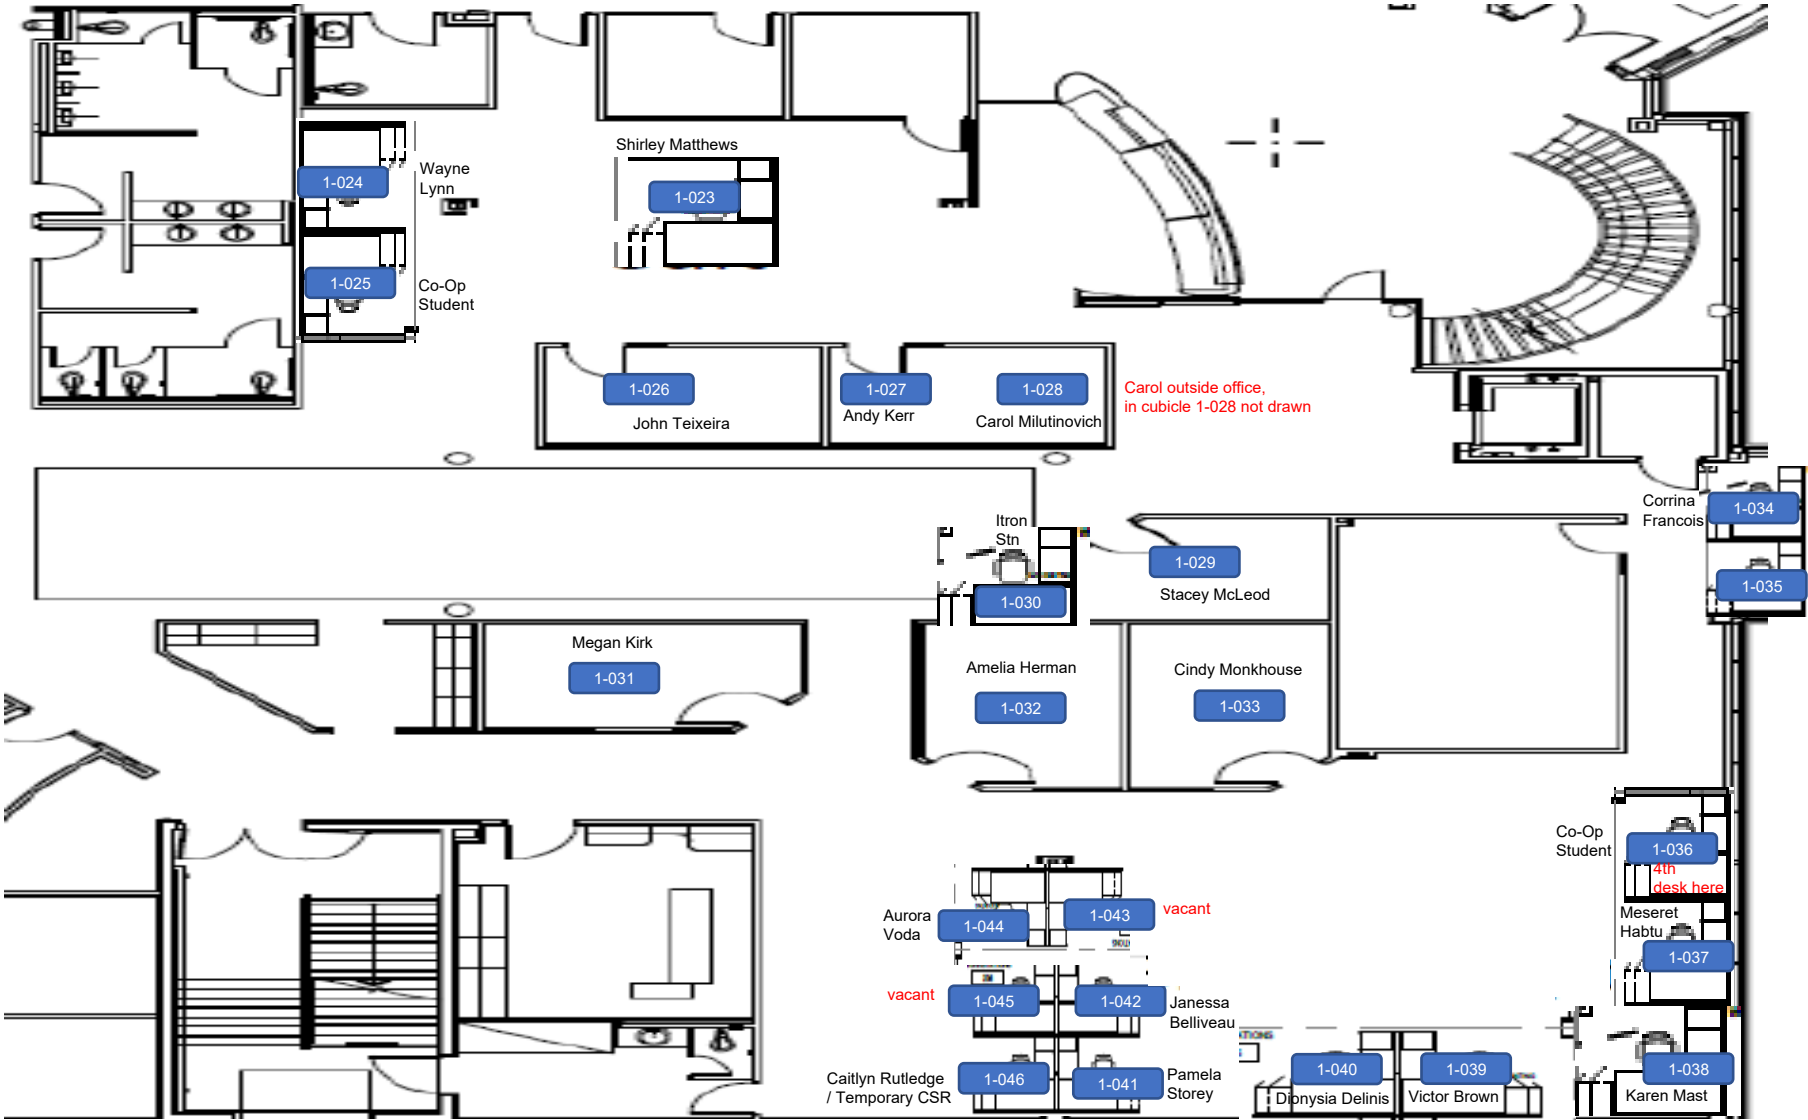 Shirley Matthews
Wayne
Lynn
1-024
1-023
1-025
Co-Op
Student
1-026
John Teixeira
1-027
Andy Kerr
1-028
Carol Milutinovich
Carol outside office,
in cubicle 1-028 not drawn
Corrina
Francois
1-034
Itron
Stn
1-029
Stacey McLeod
1-035
1-030
Megan Kirk
1-031
Amelia Herman
1-032
Cindy Monkhouse
1-033
Co-Op
Student
1-036
4th
desk here
Aurora
Voda
1-044
1-043
vacant
Meseret
Habtu
1-037
vacant
1-045
1-042
Janessa
Belliveau
Caitlyn Rutledge
/ Temporary CSR
1-046
1-041
Pamela
Storey
1-040
Dionysia Delinis
1-039
Victor Brown
1-038
Karen Mast